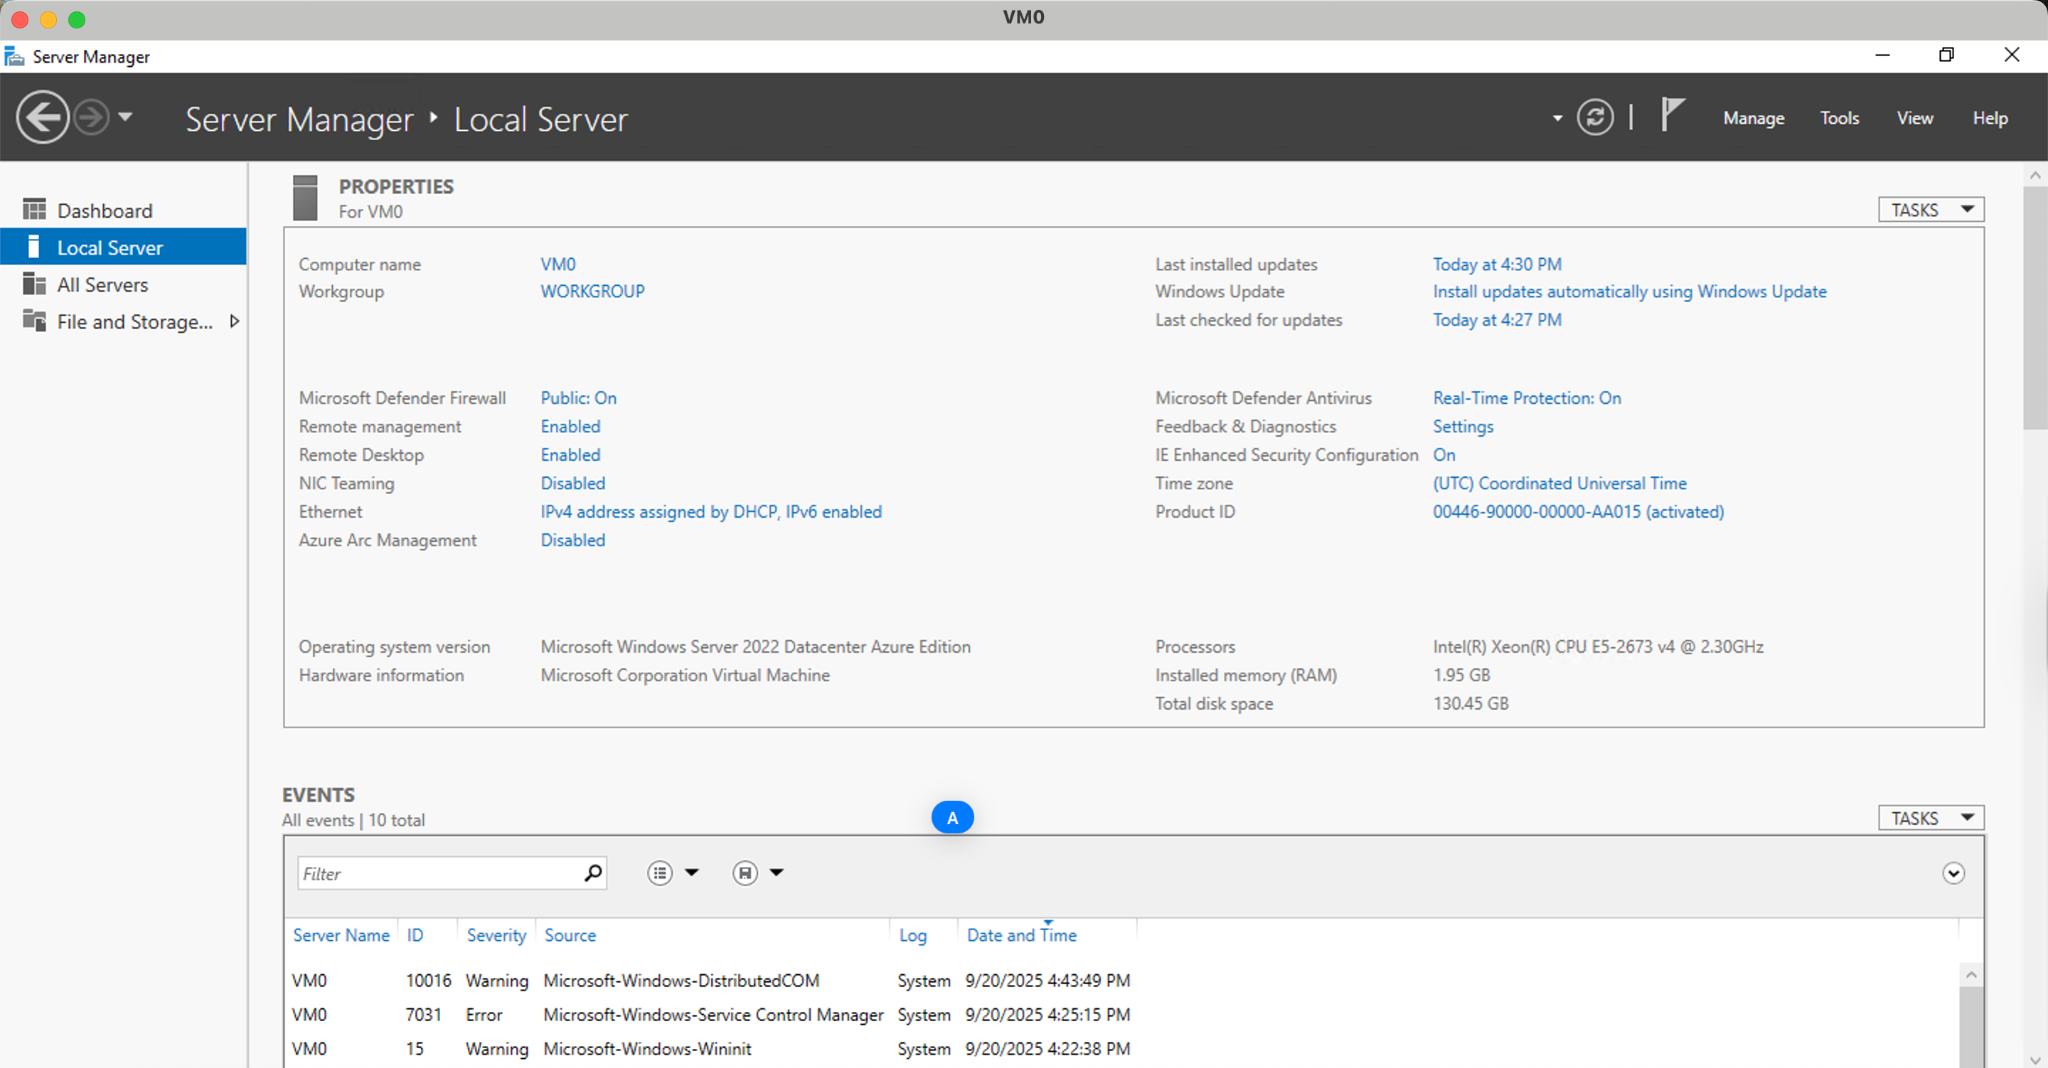 VM0
Server Manager
Server Manager Local Server
Manage Tools View Help
Dashboard
Local Server
All Servers
File and Storage...
PROPERTIES
For VM0
TASKS
Computer name VM0
Workgroup WORKGROUP
Last installed updates Today at 4:30 PM
Windows Update Install updates automatically using Windows Update
Last checked for updates Today at 4:27 PM
Microsoft Defender Firewall Public: On
Remote management Enabled
Remote Desktop Enabled
NIC Teaming Disabled
Ethernet IPv4 address assigned by DHCP, IPv6 enabled
Azure Arc Management Disabled
Microsoft Defender Antivirus Real-Time Protection: On
Feedback & Diagnostics Settings
IE Enhanced Security Configuration On
Time zone (UTC) Coordinated Universal Time
Product ID 00446-90000-00000-AA015 (activated)
Operating system version Microsoft Windows Server 2022 Datacenter Azure Edition
Hardware information Microsoft Corporation Virtual Machine
Processors Intel(R) Xeon(R) CPU E5-2673 v4 @ 2.30GHz
Installed memory (RAM) 1.95 GB
Total disk space 130.45 GB
EVENTS
All events | 10 total
A
TASKS
Filter
Server Name ID Severity Source Log Date and Time
VM0 10016 Warning Microsoft-Windows-DistributedCOM System 9/20/2025 4:43:49 PM
VM0 7031 Error Microsoft-Windows-Service Control Manager System 9/20/2025 4:25:15 PM
VM0 15 Warning Microsoft-Windows-Wininit System 9/20/2025 4:22:38 PM